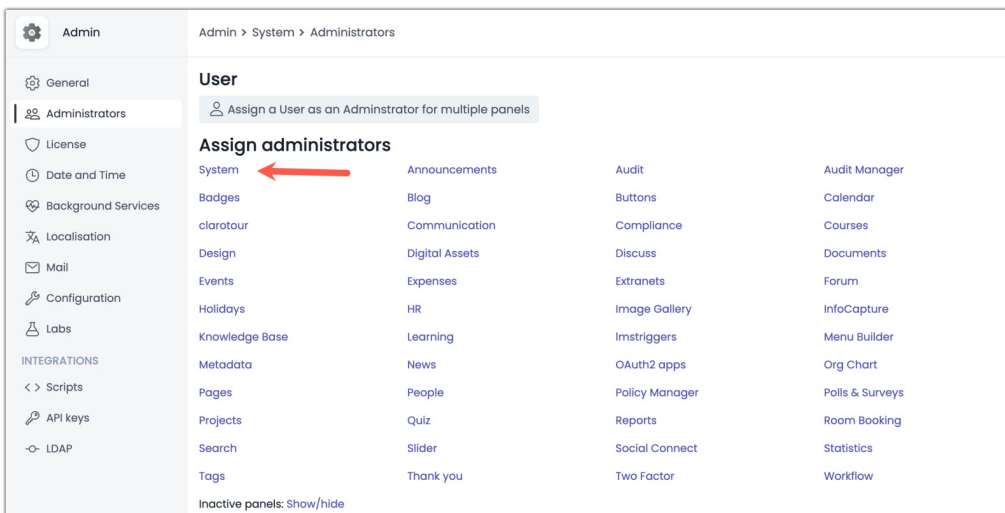 Admin
Admin > System > Administrators
General
Administrators
License
Date and Time
Background Services
Localisation
Mail
Configuration
Labs
INTEGRATIONS
Scripts
API keys
LDAP
User
Assign a User as an Adminstrator for multiple panels
Assign administrators
System Announcements Audit Audit Manager
Badges Blog Buttons Calendar
clarotour Communication Compliance Courses
Design Digital Assets Discuss Documents
Events Expenses Extranets Forum
Holidays HR Image Gallery InfoCapture
Knowledge Base Learning lmstriggers Menu Builder
Metadata News OAuth2 apps Org Chart
Pages People Policy Manager Polls & Surveys
Projects Quiz Reports Room Booking
Search Slider Social Connect Statistics
Tags Thank you Two Factor Workflow
Inactive panels: Show/hide